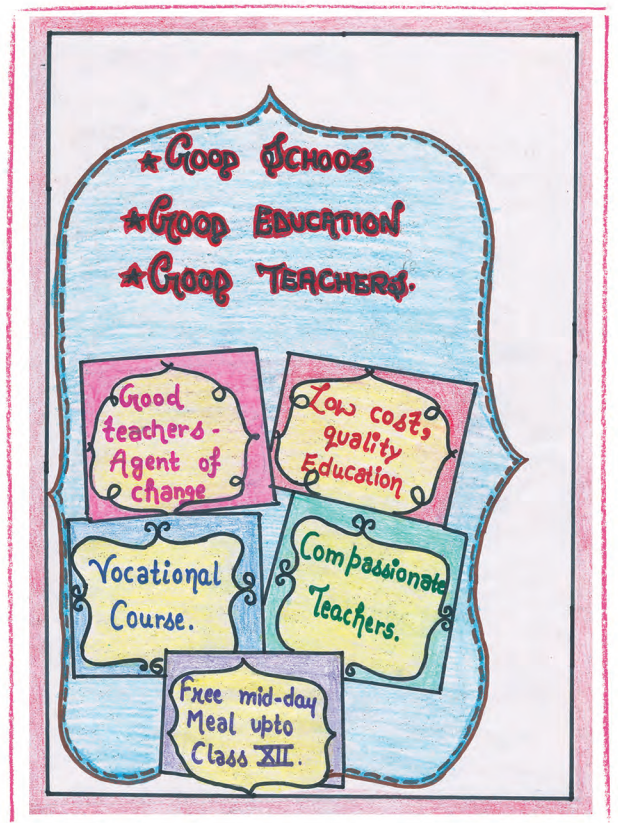 ★ GOOD SCHOOL
★ GOOD EDUCATION
★ GOOD TEACHERS.
Good
teachers -
Agent of
change
Low cost,
quality
Education
Vocational
Course.
Compassionate
Teachers.
Free mid-day
Meal upto
Class XII.